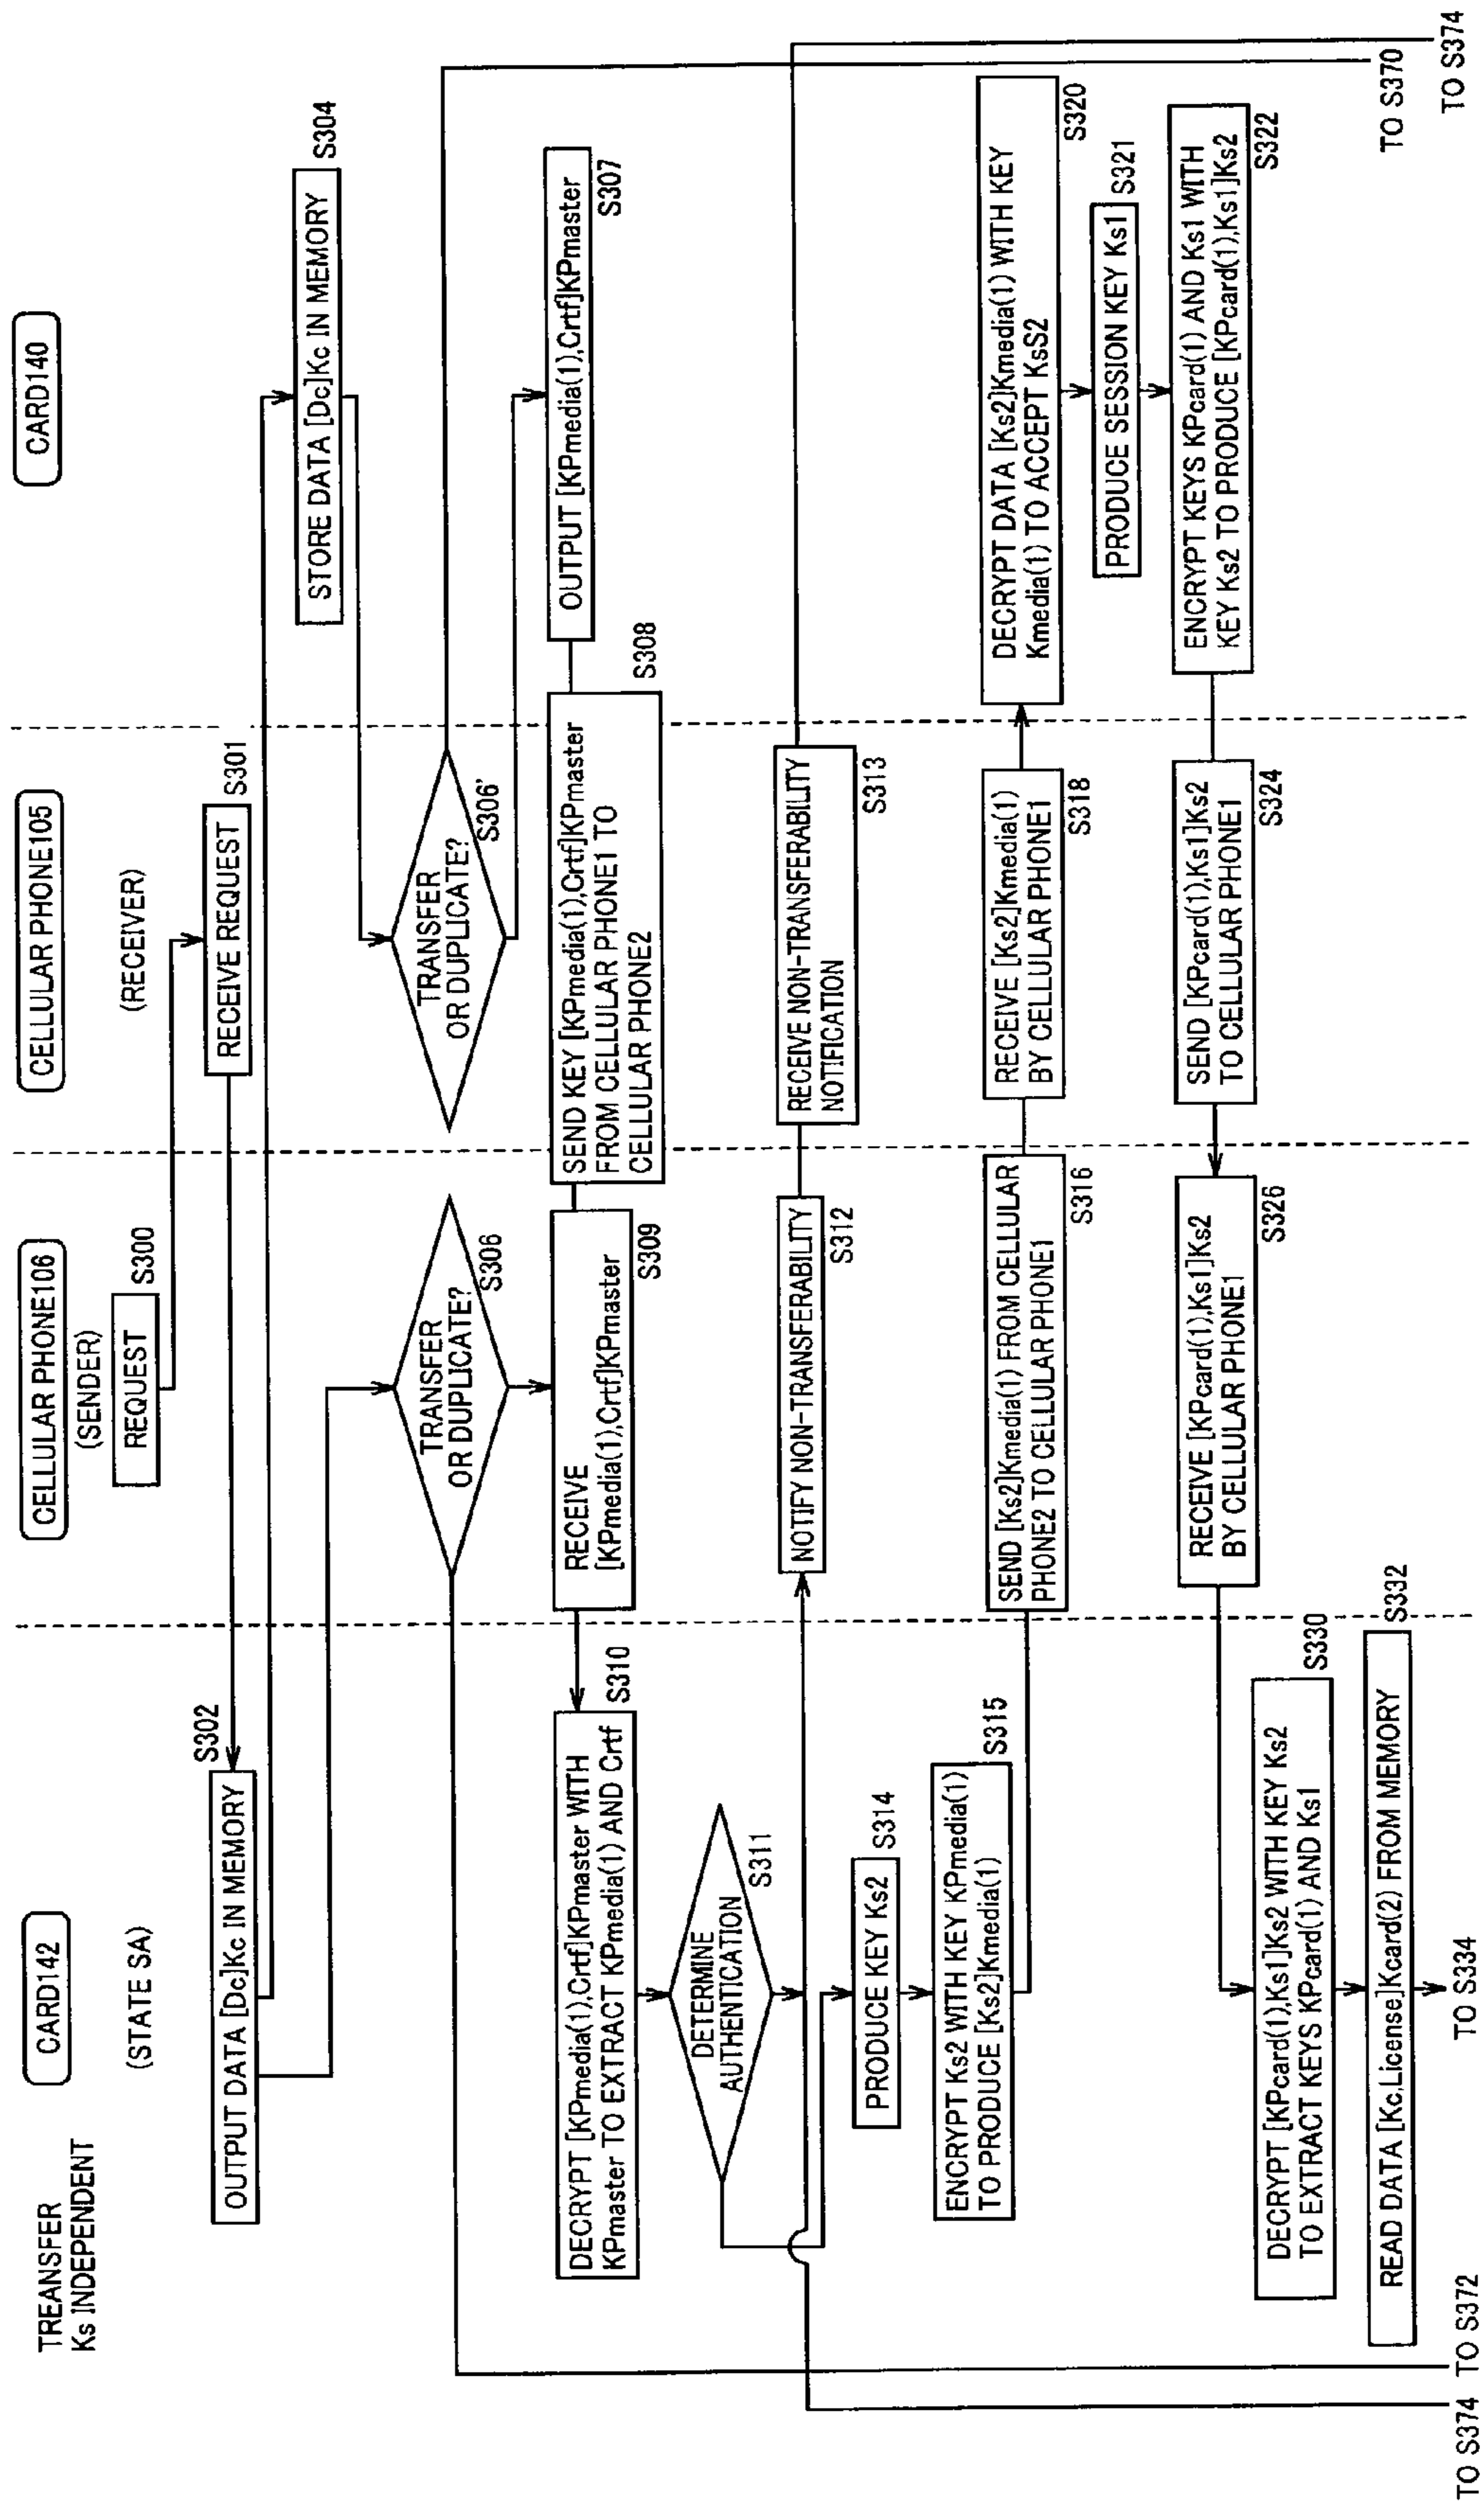 TREANSFER
Ks INDEPENDENT
CARD142
(STATE SA)
CELLULAR PHONE106
(SENDER)
CELLULAR PHONE105
(RECEIVER)
CARD140
REQUEST
S300
RECEIVE REQUEST
S301
OUTPUT DATA [Dc]Kc IN MEMORY
S302
STORE DATA [Dc]Kc IN MEMORY
S304
TRANSFER
OR DUPLICATE?
S306
TRANSFER
OR DUPLICATE?
S306'
OUTPUT [KPmedia(1),Crtf]KPmaster
S307
SEND KEY [KPmedia(1),Crtf]KPmaster
FROM CELLULAR PHONE1 TO
CELLULAR PHONE2
S308
RECEIVE
[KPmedia(1),Crtf]KPmaster
S309
DECRYPT [KPmedia(1),Crtf]KPmaster WITH
KPmaster TO EXTRACT KPmedia(1) AND Crtf
S310
DETERMINE
AUTHENTICATION
S311
NOTIFY NON-TRANSFERABILITY
S312
RECEIVE NON-TRANSFERABILITY
NOTIFICATION
S313
PRODUCE KEY Ks2
S314
ENCRYPT Ks2 WITH KEY KPmedia(1)
TO PRODUCE [Ks2]Kmedia(1)
S315
SEND [Ks2]Kmedia(1) FROM CELLULAR
PHONE2 TO CELLULAR PHONE1
S316
RECEIVE [Ks2]Kmedia(1)
BY CELLULAR PHONE1
S318
DECRYPT DATA [Ks2]Kmedia(1) WITH KEY
Kmedia(1) TO ACCEPT KsS2
S320
PRODUCE SESSION KEY Ks1
S321
ENCRYPT KEYS KPcard(1) AND Ks1 WITH
KEY Ks2 TO PRODUCE [KPcard(1),Ks1]Ks2
S322
SEND [KPcard(1),Ks1]Ks2
TO CELLULAR PHONE1
S324
RECEIVE [KPcard(1),Ks1]Ks2
BY CELLULAR PHONE1
S326
DECRYPT [KPcard(1),Ks1]Ks2 WITH KEY Ks2
TO EXTRACT KEYS KPcard(1) AND Ks1
S330
READ DATA [Kc,License]Kcard(2) FROM MEMORY
S332
TO S374
TO S372
TO S334
TO S370
TO S374